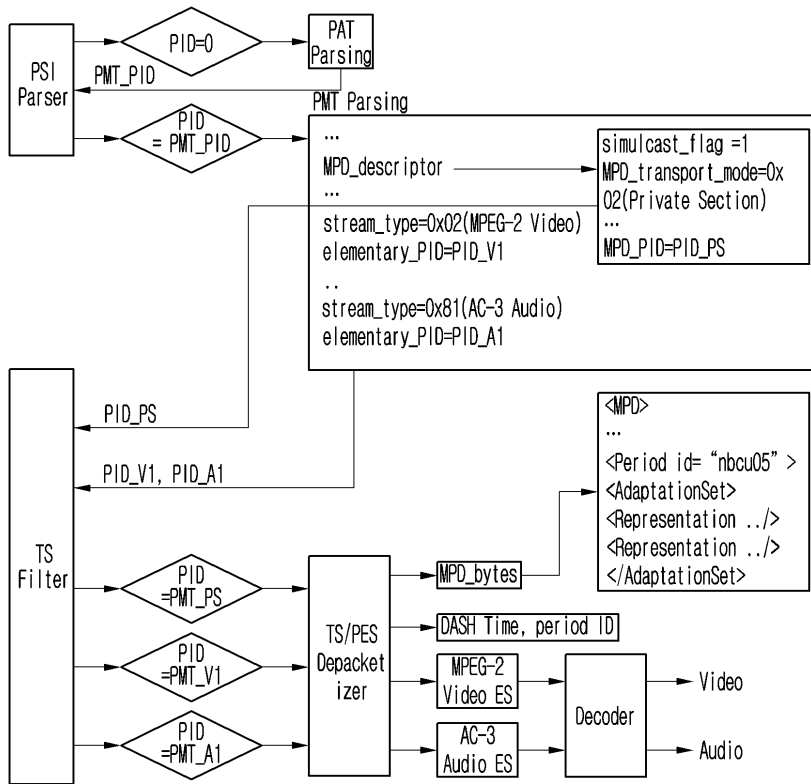 PSI
Parser
PID=0
PAT
Parsing
PMT_PID
PID
= PMT_PID
PMT Parsing
...
MPD_descriptor
...
stream_type=0x02(MPEG-2 Video)
elementary_PID=PID_V1
..
stream_type=0x81(AC-3 Audio)
elementary_PID=PID_A1
simulcast_flag =1
MPD_transport_mode=0x
02(Private Section)
...
MPD_PID=PID_PS
TS
Filter
PID_PS
PID_V1, PID_A1
PID
=PMT_PS
PID
=PMT_V1
PID
=PMT_A1
TS/PES
Depacket
izer
MPD_bytes
DASH Time, period ID
MPEG-2
Video ES
AC-3
Audio ES
Decoder
Video
Audio
<MPD>
...
<Period id= “nbcu05” >
<AdaptationSet>
<Representation ../>
<Representation ../>
</AdaptationSet>